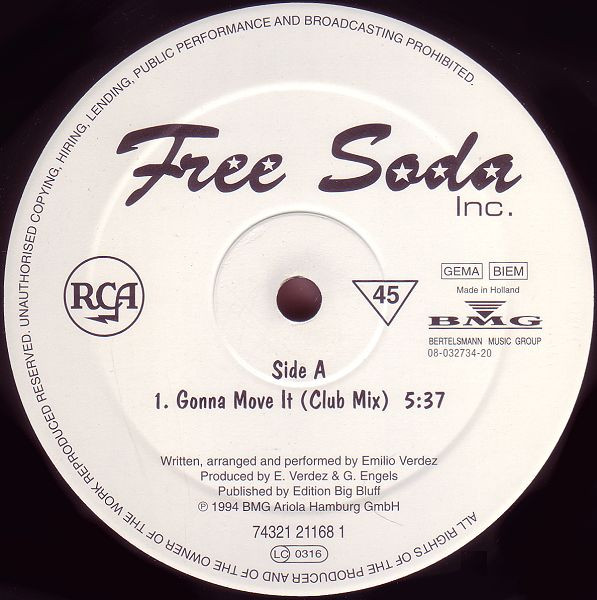 ALL RIGHTS OF THE PRODUCER AND OF THE OWNER OF THE WORK REPRODUCED RESERVED. UNAUTHORISED COPYING, HIRING, LENDING, PUBLIC PERFORMANCE AND BROADCASTING PROHIBITED.
Free Soda
Inc.
RCA
45
GEMA BIEM
Made in Holland
BMG
BERTELSMANN MUSIC GROUP
08-032734-20
Side A
1. Gonna Move It (Club Mix) 5:37
Written, arranged and performed by Emilio Verdez
Produced by E. Verdez & G. Engels
Published by Edition Big Bluff
℗ 1994 BMG Ariola Hamburg GmbH
74321 21168 1
LC 0316